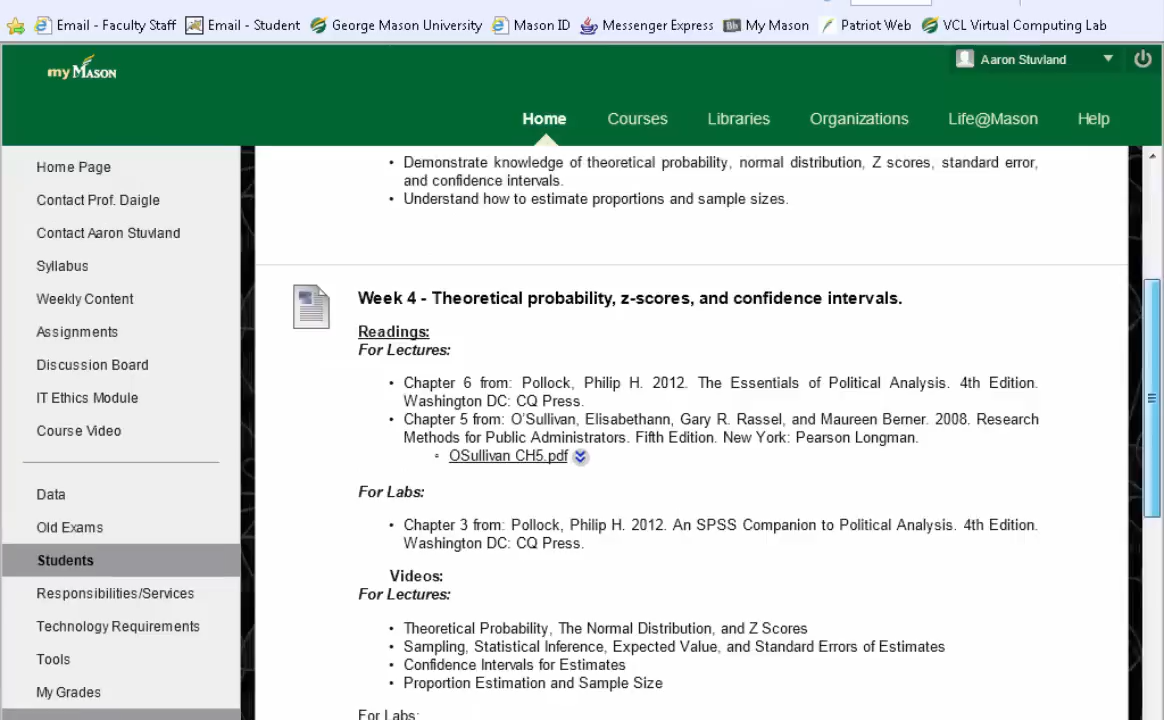 Email - Faculty Staff Email - Student George Mason University Mason ID Messenger Express My Mason Patriot Web VCL Virtual Computing Lab
my MASON
Aaron Stuvland
Home Courses Libraries Organizations Life@Mason Help
Home Page
Contact Prof. Daigle
Contact Aaron Stuvland
Syllabus
Weekly Content
Assignments
Discussion Board
IT Ethics Module
Course Video
Data
Old Exams
Students
Responsibilities/Services
Technology Requirements
Tools
My Grades
• Demonstrate knowledge of theoretical probability, normal distribution, Z scores, standard error,
and confidence intervals.
• Understand how to estimate proportions and sample sizes.
Week 4 - Theoretical probability, z-scores, and confidence intervals.
Readings:
For Lectures:
• Chapter 6 from: Pollock, Philip H. 2012. The Essentials of Political Analysis. 4th Edition.
Washington DC: CQ Press.
• Chapter 5 from: O'Sullivan, Elisabethann, Gary R. Rassel, and Maureen Berner. 2008. Research
Methods for Public Administrators. Fifth Edition. New York: Pearson Longman.
◦ OSullivan CH5.pdf
For Labs:
• Chapter 3 from: Pollock, Philip H. 2012. An SPSS Companion to Political Analysis. 4th Edition.
Washington DC: CQ Press.
Videos:
For Lectures:
• Theoretical Probability, The Normal Distribution, and Z Scores
• Sampling, Statistical Inference, Expected Value, and Standard Errors of Estimates
• Confidence Intervals for Estimates
• Proportion Estimation and Sample Size
For Labs: